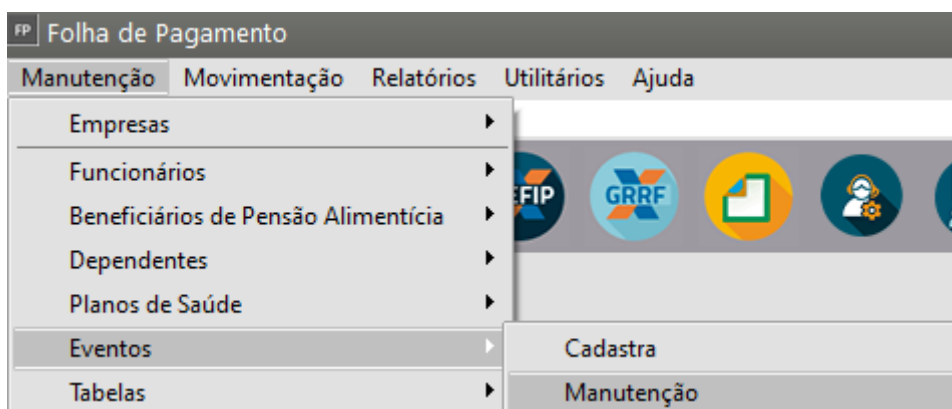 FP Folha de Pagamento
Manutenção Movimentação Relatórios Utilitários Ajuda
Empresas
Funcionários
Beneficiários de Pensão Alimentícia
Dependentes
Planos de Saúde
Eventos
Tabelas
EFIP
GRRF
Cadastra
Manutenção